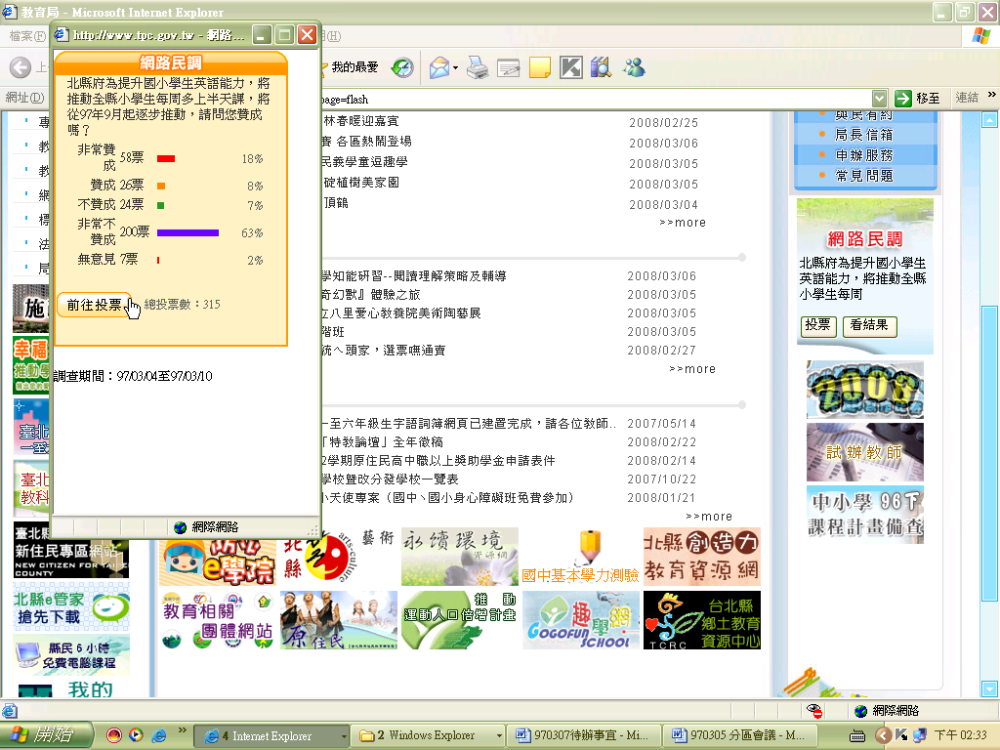 教育局 - Microsoft Internet Explorer
檔案(F)
(H)
上
我的最愛
網址(D)
page=flash
移至
連結 »
http://www.tpc.gov.tw - 網路...
網路民調
北縣府為提升國小學生英語能力，將
推動全縣小學生每周多上半天課，將
從97年9月起逐步推動，請問您贊成
嗎？
非常贊成 58票 18%
贊成 26票 8%
不贊成 24票 7%
非常不贊成 200票 63%
無意見 7票 2%
前往投票 總投票數：315
調查期間：97/03/04至97/03/10
網際網路
林春暖迎嘉賓 2008/02/25
各區熱鬧登場 2008/03/06
民義學童逗趣學 2008/03/05
碇植樹美家園 2008/03/05
頂鶴 2008/03/04
>>more
學知能研習--閱讀理解策略及輔導 2008/03/06
奇幻獸』體驗之旅 2008/03/05
立八里愛心教養院美術陶藝展 2008/03/05
階班 2008/03/05
統ㄟ頭家，選票嘸通賣 2008/02/27
>>more
一至六年級生字語詞簿網頁已建置完成，請各位教師.. 2007/05/14
「特教論壇」全年徵稿 2008/02/22
2學期原住民高中職以上獎助學金申請表件 2008/02/14
學校暨改分發學校一覽表 2007/10/22
小天使專案（國中、國小身心障礙班免費參加） 2008/01/21
>>more
與民有約
局長信箱
申辦服務
常見問題
網路民調
北縣府為提升國小學生
英語能力，將推動全縣
小學生每周
投票 看結果
2008
試辦教師
中小學 96下
課程計畫備查
施
幸福
推動學
臺北
一至
臺北
教科
臺北縣
新住民專區網站
NEW CITIZEN FOR TAIPEI
COUNTY
北縣e管家
搶先下載
縣民6小時
免費電腦課程
我的
e學院
北縣
藝術
arts-culture
永續環境
資源網
國中基本學力測驗
北縣創造力
教育資源網
教育相關
團體網站
原住民
推動
運動人口倍增計畫
趣學網
GOGOFUN SCHOOL
台北縣
鄉土教育
資源中心
TCRC
網際網路
開始
4 Internet Explorer
2 Windows Explorer
970307待辦事宜 - Mi...
970305 分區會議 - M...
下午 02:33